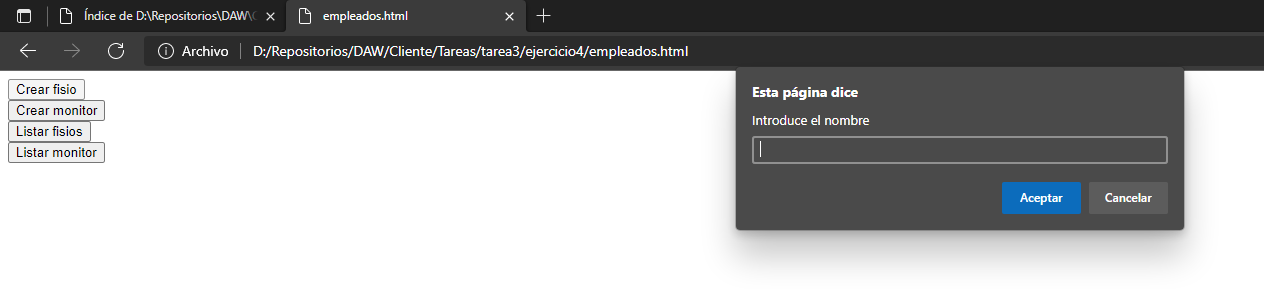 Índice de D:\Repositorios\DAW\
empleados.html
Archivo
D:/Repositorios/DAW/Cliente/Tareas/tarea3/ejercicio4/empleados.html
Crear fisio
Crear monitor
Listar fisios
Listar monitor
Esta página dice
Introduce el nombre
Aceptar
Cancelar